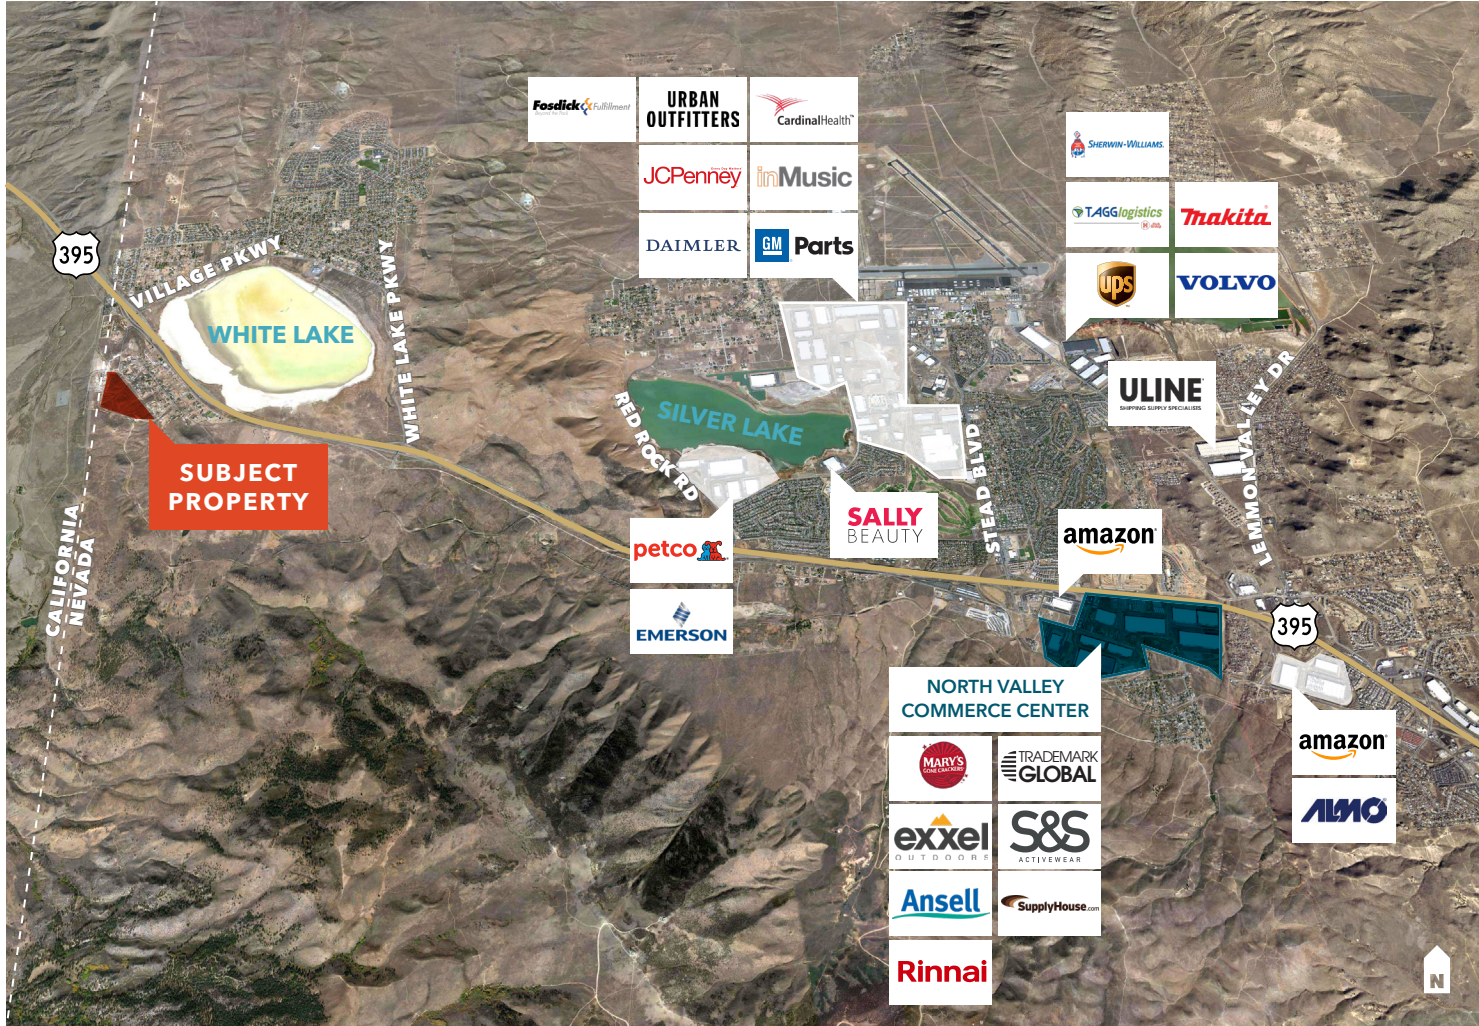 Fosdick Fulfillment
URBAN
OUTFITTERS
CardinalHealth™
JCPenney
inMusic
DAIMLER
GM Parts
SHERWIN-WILLIAMS.
TAGGlogistics
makita
ups
VOLVO
395
VILLAGE PKWY
WHITE LAKE
WHITE LAKE PKWY
SUBJECT
PROPERTY
CALIFORNIA
NEVADA
RED ROCK RD
SILVER LAKE
STEAD BLVD
ULINE
SHIPPING SUPPLY SPECIALISTS
LEMMON VALLEY DR
petco
EMERSON
SALLY
BEAUTY
amazon
395
NORTH VALLEY
COMMERCE CENTER
MARY'S
GONE CRACKERS
TRADEMARK
GLOBAL
exxel
OUTDOORS
S&S
ACTIVEWEAR
Ansell
SupplyHouse.com
Rinnai
amazon
ALMO
N